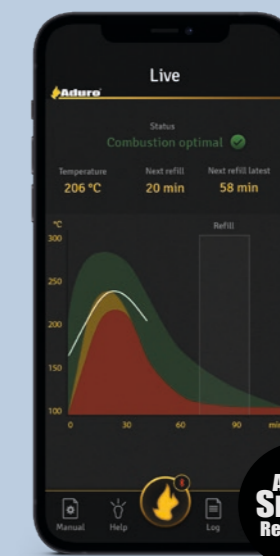 Live
Aduro
Status
Combustion optimal
Temperature Next refill Next refill latest
206 °C 20 min 58 min
°C
300
Refill
250
200
150
100
0 30 60 90
Manual Help Log